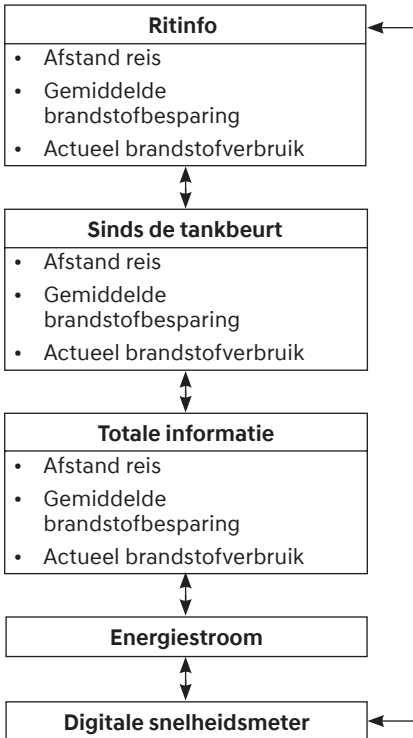 Ritinfo
• Afstand reis
• Gemiddelde
brandstofbesparing
• Actueel brandstofverbruik
Sinds de tankbeurt
• Afstand reis
• Gemiddelde
brandstofbesparing
• Actueel brandstofverbruik
Totale informatie
• Afstand reis
• Gemiddelde
brandstofbesparing
• Actueel brandstofverbruik
Energiestroom
Digitale snelheidsmeter